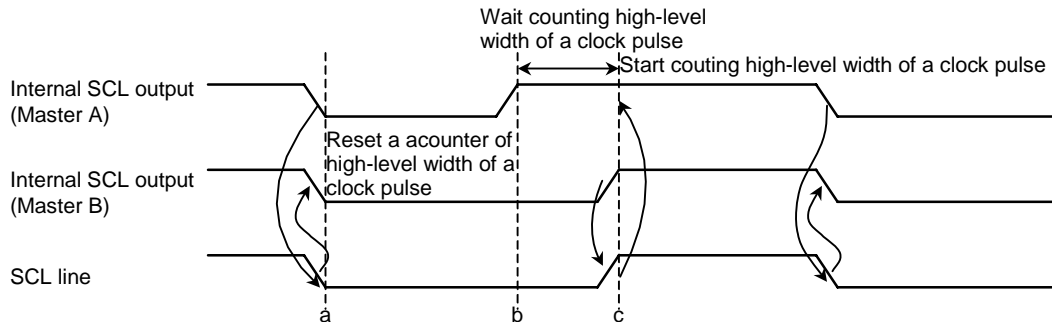 Wait counting high-level
width of a clock pulse
Start couting high-level width of a clock pulse
Internal SCL output
(Master A)
Reset a acounter of
high-level width of a
clock pulse
Internal SCL output
(Master B)
SCL line
a
b
c